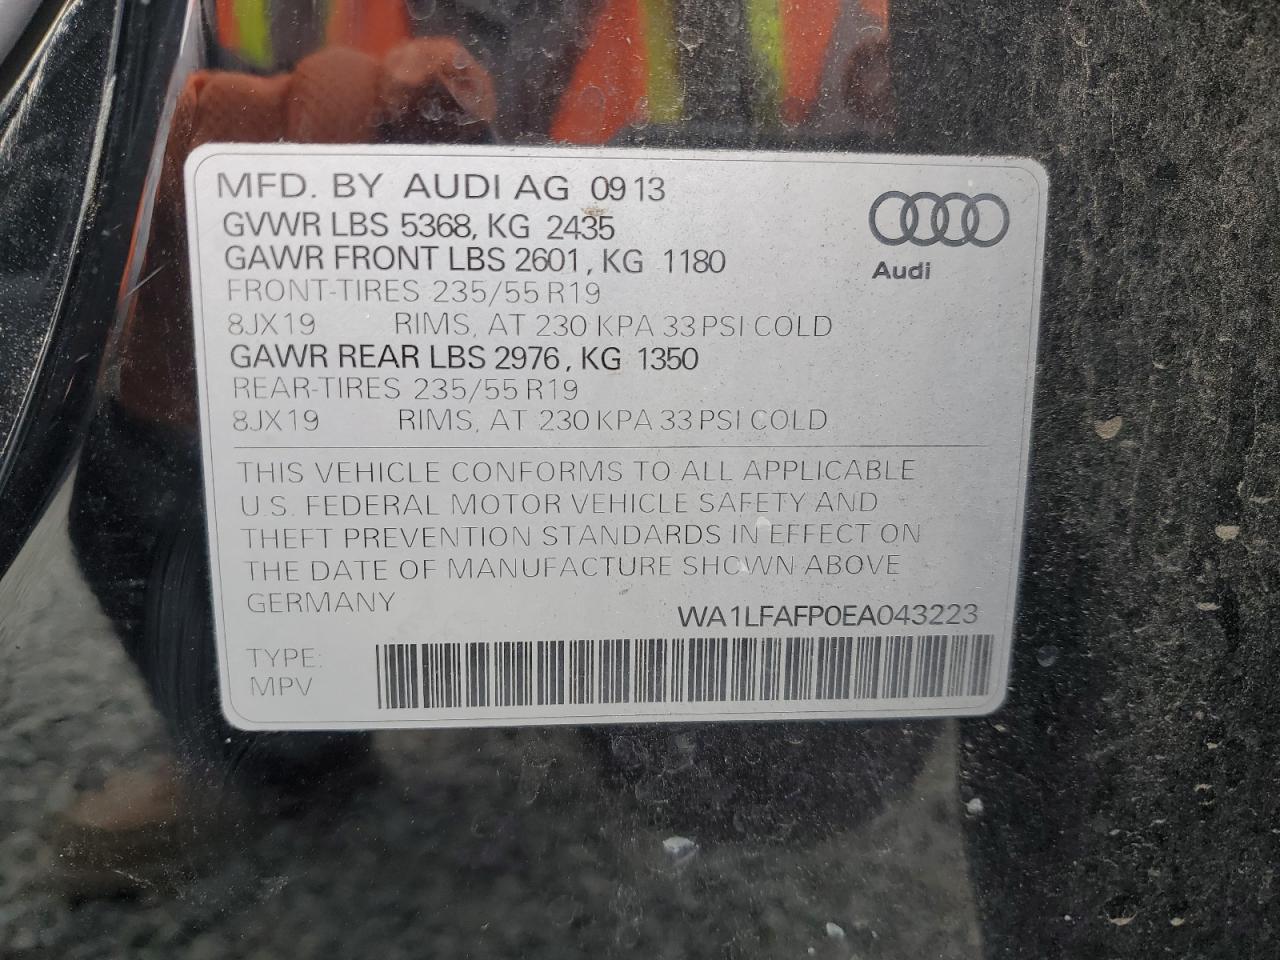 MFD. BY AUDI AG 09 13
GVWR LBS 5368, KG 2435
GAWR FRONT LBS 2601, KG 1180
FRONT-TIRES 235/55 R19
8JX19 RIMS, AT 230 KPA 33 PSI COLD
GAWR REAR LBS 2976, KG 1350
REAR-TIRES 235/55 R19
8JX19 RIMS, AT 230 KPA 33 PSI COLD
Audi
THIS VEHICLE CONFORMS TO ALL APPLICABLE
U.S. FEDERAL MOTOR VEHICLE SAFETY AND
THEFT PREVENTION STANDARDS IN EFFECT ON
THE DATE OF MANUFACTURE SHOWN ABOVE
GERMANY
WA1LFAFP0EA043223
TYPE:
MPV